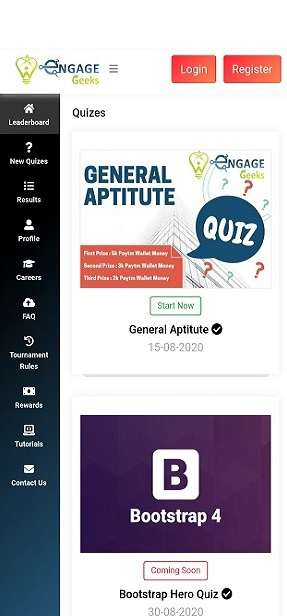 ENGAGE
Geeks
Login
Register
Leaderboard
New Quizes
Results
Profile
Careers
FAQ
Tournament
Rules
Rewards
Tutorials
Contact Us
Quizes
GENERAL
APTITUTE
ENGAGE
Geeks
QUIZ
First Prize : 5k Paytm Wallet Money
Second Prize : 3k Paytm Wallet Money
Third Prize : 2k Paytm Wallet Money
Start Now
General Aptitute
15-08-2020
B
Bootstrap 4
Coming Soon
Bootstrap Hero Quiz
30-08-2020